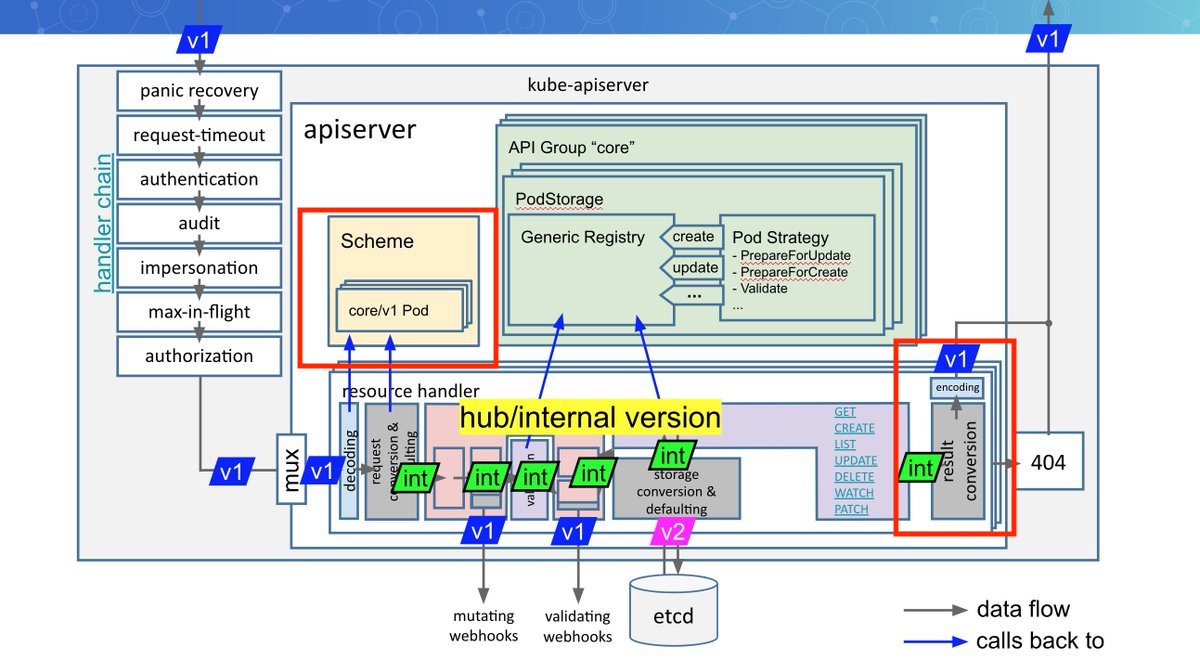 v1
v1
kube-apiserver
panic recovery
request-timeout
authentication
audit
impersonation
max-in-flight
authorization
handler chain
apiserver
API Group “core”
PodStorage
Generic Registry
create
update
...
Pod Strategy
- PrepareForUpdate
- PrepareForCreate
- Validate
...
Scheme
core/v1 Pod
resource handler
hub/internal version
v1
mux
v1
decoding
request
conversion &
int
int
int
int
int
storage
conversion &
defaulting
GET
CREATE
LIST
UPDATE
DELETE
WATCH
PATCH
v1
encoding
int
result
conversion
404
v1
v1
v2
mutating
webhooks
validating
webhooks
etcd
data flow
calls back to